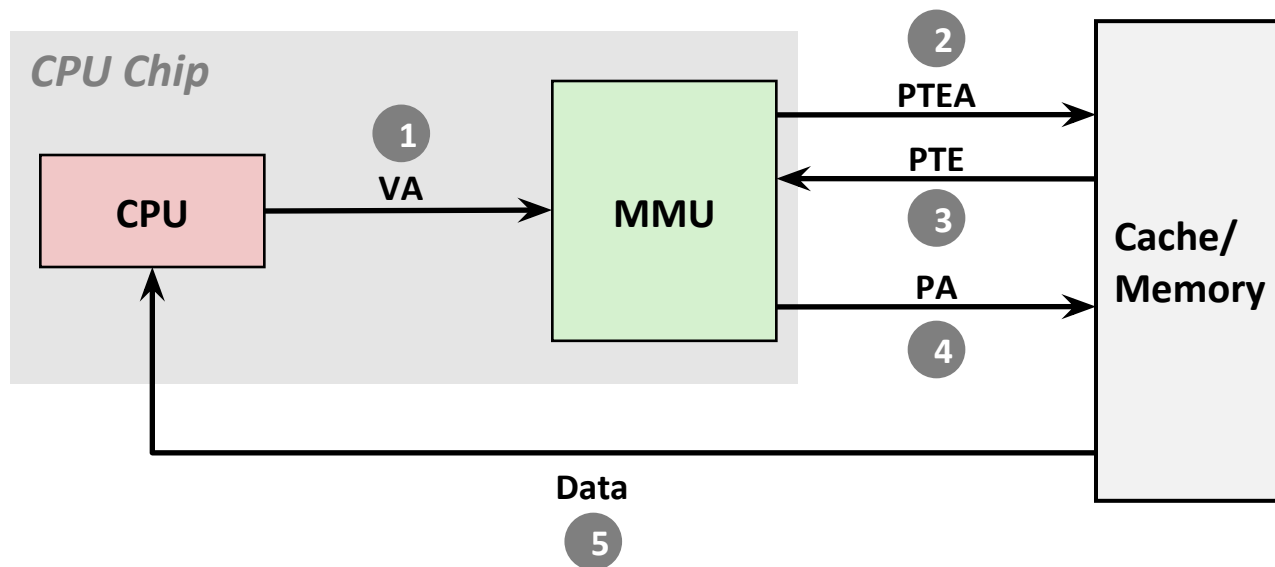 2
CPU Chip
PTEA
1
PTE
VA
CPU
MMU
3
Cache/
Memory
PA
4
Data
5